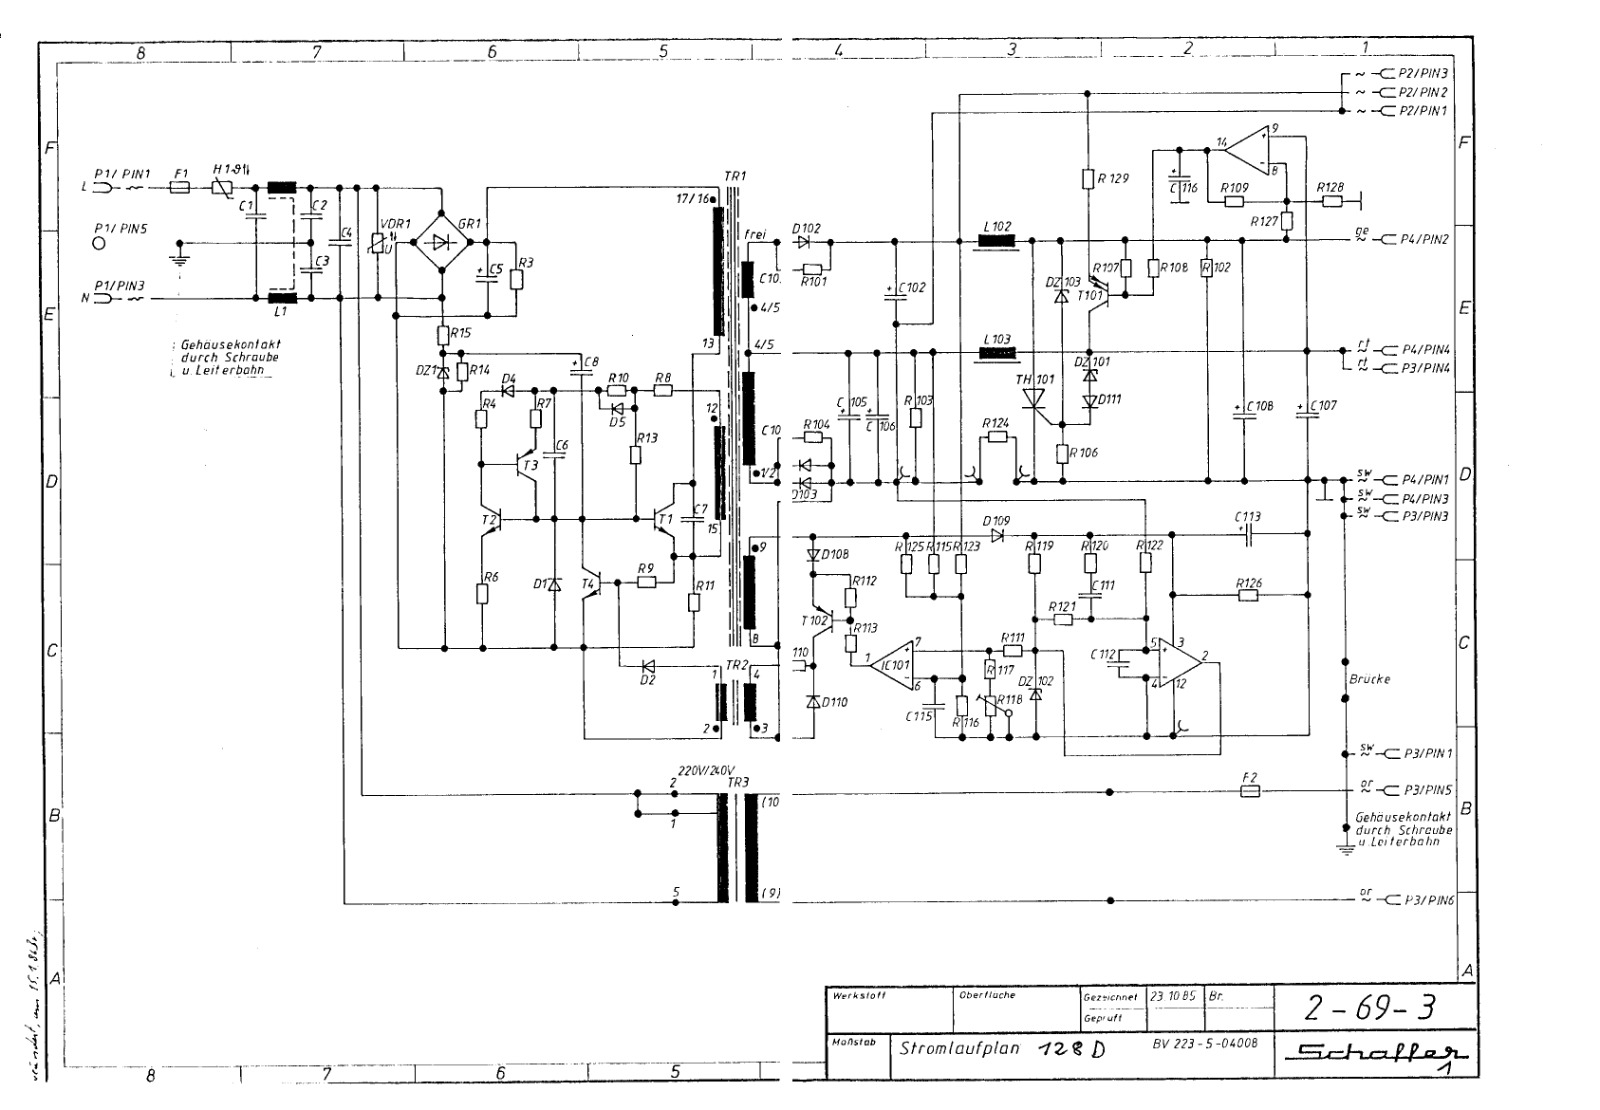 8
7
6
5
4
3
2
1
F
E
D
C
B
A
P1/PIN1
L
F1
H1 ϑ
P1/PIN5
P1/PIN3
N
C1
C2
C3
C4
L1
VDR1
U
GR1
C5
R3
R15
DZ1
R14
Gehäusekontakt
durch Schraube
u. Leiterbahn
D4
R4
R7
C8
R10
R8
D5
C6
R13
T3
T2
T1
C7
R6
D1
T4
R9
R11
D2
TR1
17/16
13
12
15
frei
4/5
4/5
1/2
9
8
C10
C10
TR2
1
2
4
3
220V/240V
TR3
2
1
5
(10
(9)
D102
R101
C102
L102
R129
L103
DZ103
T101
R107
R108
C116
R109
R127
R128
14
+
9
-
8
R102
DZ101
D111
TH101
R106
R124
R103
C105
C106
R104
D103
C108
C107
D108
R112
T102
R113
110
D110
IC101
1
+
7
-
6
R125
R115
R123
D109
R119
R120
C111
R121
R122
C113
R126
R111
R117
R118
DZ102
C115
R116
C112
5
3
2
4
12
F2
P2/PIN3
P2/PIN2
P2/PIN1
ge
P4/PIN2
rt
P4/PIN4
rt
P3/PIN4
sw
P4/PIN1
sw
P4/PIN3
sw
P3/PIN3
Brücke
sw
P3/PIN1
or
P3/PIN5
Gehäusekontakt
durch Schraube
u. Leiterbahn
or
P3/PIN6
F
E
D
C
B
A
8
7
6
5
Werkstoff
Oberfläche
Gezeichnet
23.10.85
Br.
Geprüft
2-69-3
Maßstab
Stromlaufplan 128 D
BV 223-5-04008
Schaffer
1